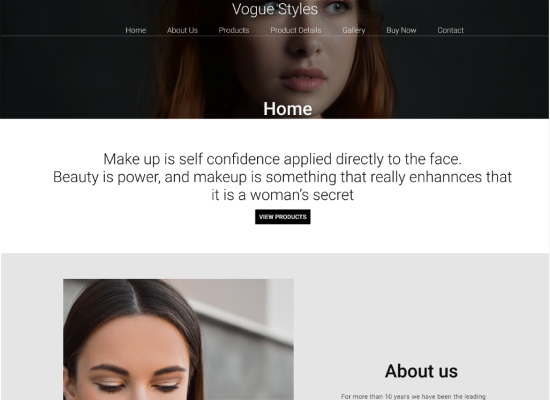 Vogue Styles
Home About Us Products Product Details Gallery Buy Now Contact
Home
Make up is self confidence applied directly to the face.
Beauty is power, and makeup is something that really enhannces that
it is a woman's secret
VIEW PRODUCTS
About us
For more than 10 years we have been the leading